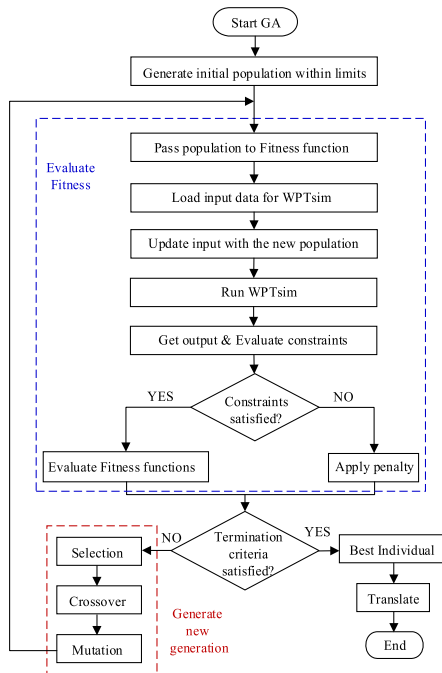 Start GA
Generate initial population within limits
Evaluate
Fitness
Pass population to Fitness function
Load input data for WPTsim
Update input with the new population
Run WPTsim
Get output & Evaluate constraints
Constraints
satisfied?
YES
NO
Evaluate Fitness functions
Apply penalty
Termination
criteria
satisfied?
NO
YES
Selection
Crossover
Mutation
Generate
new
generation
Best Individual
Translate
End